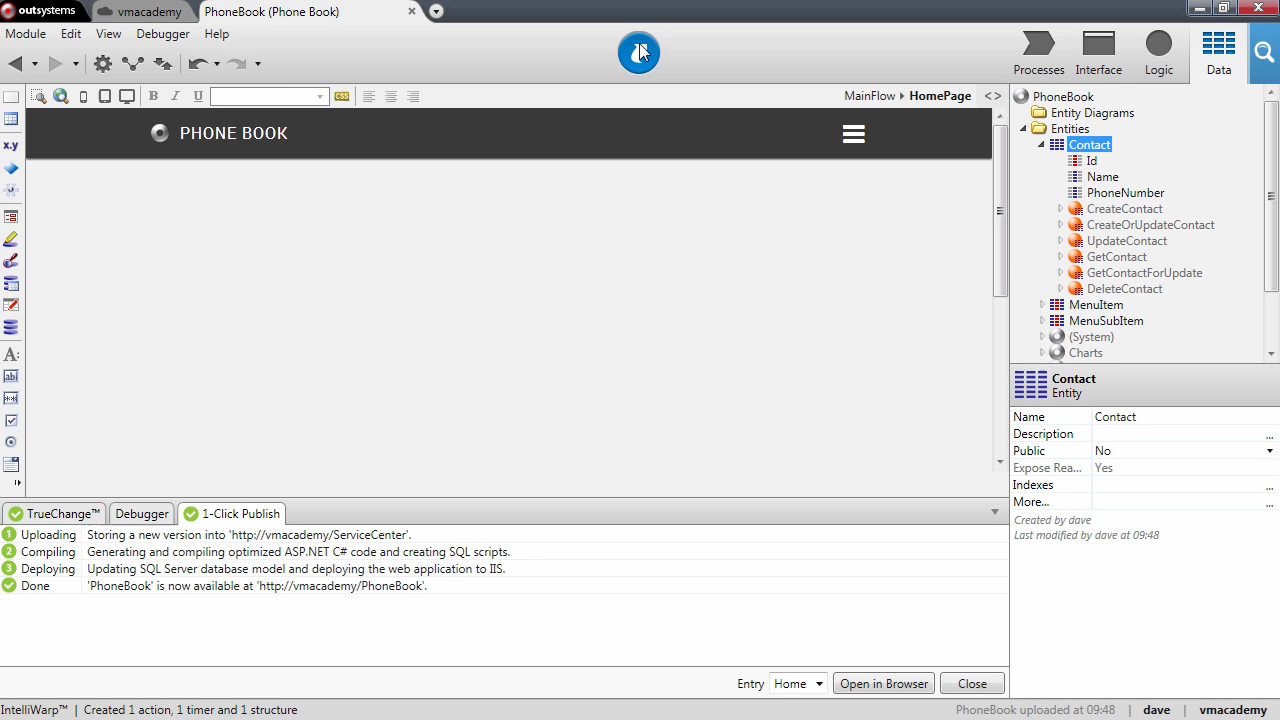 outsystems
vmacademy
PhoneBook (Phone Book)
Module Edit View Debugger Help
Processes Interface Logic Data
B I U
CSS
MainFlow HomePage <>
PHONE BOOK
x.y
A:
ab
PhoneBook
Entity Diagrams
Entities
Contact
Id
Name
PhoneNumber
CreateContact
CreateOrUpdateContact
UpdateContact
GetContact
GetContactForUpdate
DeleteContact
MenuItem
MenuSubItem
(System)
Charts
Contact
Entity
Name Contact
Description ...
Public No
Expose Rea... Yes
Indexes ...
More... ...
Created by dave
Last modified by dave at 09:48
TrueChange™ Debugger 1-Click Publish
1 Uploading Storing a new version into 'http://vmacademy/ServiceCenter'.
2 Compiling Generating and compiling optimized ASP.NET C# code and creating SQL scripts.
3 Deploying Updating SQL Server database model and deploying the web application to IIS.
Done 'PhoneBook' is now available at 'http://vmacademy/PhoneBook'.
Entry Home Open in Browser Close
IntelliWarp™ | Created 1 action, 1 timer and 1 structure
PhoneBook uploaded at 09:48 | dave | vmacademy